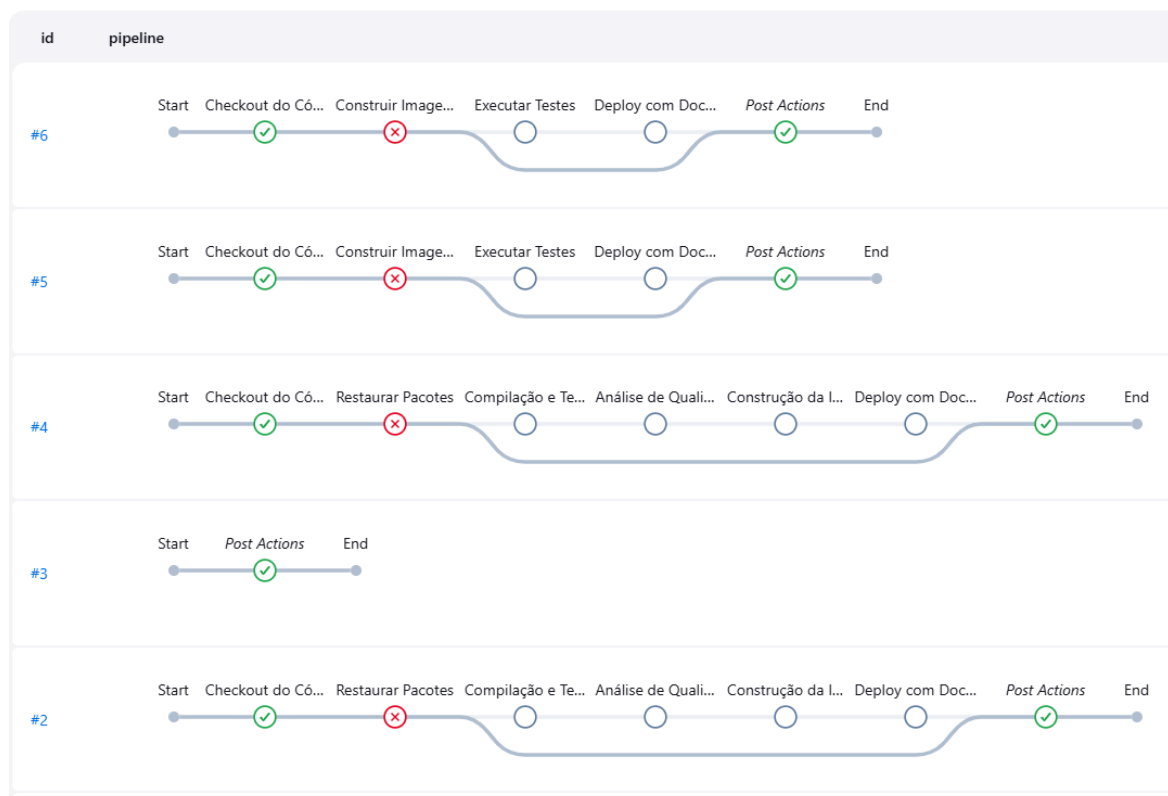 id pipeline
Start Checkout do Có... Construir Image... Executar Testes Deploy com Doc... Post Actions End
#6
Start Checkout do Có... Construir Image... Executar Testes Deploy com Doc... Post Actions End
#5
Start Checkout do Có... Restaurar Pacotes Compilação e Te... Análise de Quali... Construção da I... Deploy com Doc... Post Actions End
#4
Start Post Actions End
#3
Start Checkout do Có... Restaurar Pacotes Compilação e Te... Análise de Quali... Construção da I... Deploy com Doc... Post Actions End
#2